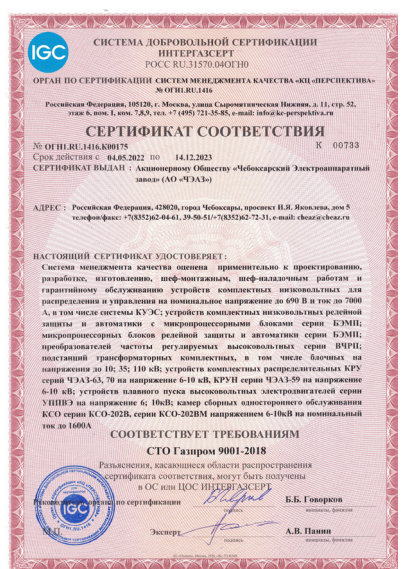 IGC
СИСТЕМА ДОБРОВОЛЬНОЙ СЕРТИФИКАЦИИ
ИНТЕРГАЗСЕРТ
РОСС RU.31570.04ОГН0
ОРГАН ПО СЕРТИФИКАЦИИ СИСТЕМ МЕНЕДЖМЕНТА КАЧЕСТВА «КЦ «ПЕРСПЕКТИВА»
№ ОГН1.RU.1416
Российская Федерация, 105120, г. Москва, улица Сыромятническая Нижняя, д. 11, стр. 52,
этаж 6, пом. I, ком. 7,8,9, тел. +7 (495) 721-35-85, e-mail: info@kc-perspektiva.ru
СЕРТИФИКАТ СООТВЕТСТВИЯ
№ ОГН1.RU.1416.К00175 К 00733
Срок действия с 04.05.2022 по 14.12.2023
СЕРТИФИКАТ ВЫДАН : Акционерному Обществу «Чебоксарский Электроаппаратный
завод» (АО «ЧЭАЗ»)
АДРЕС : Российская Федерация, 428020, город Чебоксары, проспект И.Я. Яковлева, дом 5
телефон/факс: +7(8352)62-04-61, 39-50-51/+7(8352)62-72-31, e-mail: cheaz@cheaz.ru
НАСТОЯЩИЙ СЕРТИФИКАТ УДОСТОВЕРЯЕТ:
Система менеджмента качества оценена применительно к проектированию,
разработке, изготовлению, шеф-монтажным, шеф-наладочным работам и
гарантийному обслуживанию устройств комплектных низковольтных для
распределения и управления на номинальное напряжение до 690 В и ток до 7000
А, в том числе системы КУЭС; устройств комплектных низковольтных релейной
защиты и автоматики с микропроцессорными блоками серии БЭМП;
микропроцессорных блоков релейной защиты и автоматики серии БЭМП;
преобразователей частоты регулируемых высоковольтных серии ВЧРП;
подстанций трансформаторных комплектных, в том числе блочных на
напряжения до 10; 35; 110 кВ; устройств распределительных комплектных КРУ
серий ЧЭАЗ-63, 70 на напряжение 6-10 кВ, КРУН серии ЧЭАЗ-59 на напряжение
6-10 кВ; устройств плавного пуска высоковольтных электродвигателей серии
УППВЭ на напряжение 6; 10кВ; камер сборных одностороннего обслуживания
КСО серии КСО-202В, серии КСО-202ВМ напряжением 6-10кВ на номинальный
ток до 1600А
СООТВЕТСТВУЕТ ТРЕБОВАНИЯМ
СТО Газпром 9001-2018
Разъяснения, касающиеся области распространения
сертификата соответствия, могут быть получены
в ОС или ЦОС ИНТЕРГАЗСЕРТ
Руководитель органа по сертификации Б.Б. Говорков
подпись инициалы, фамилия
IGC
М.П. Эксперт А.В. Панин
подпись инициалы, фамилия